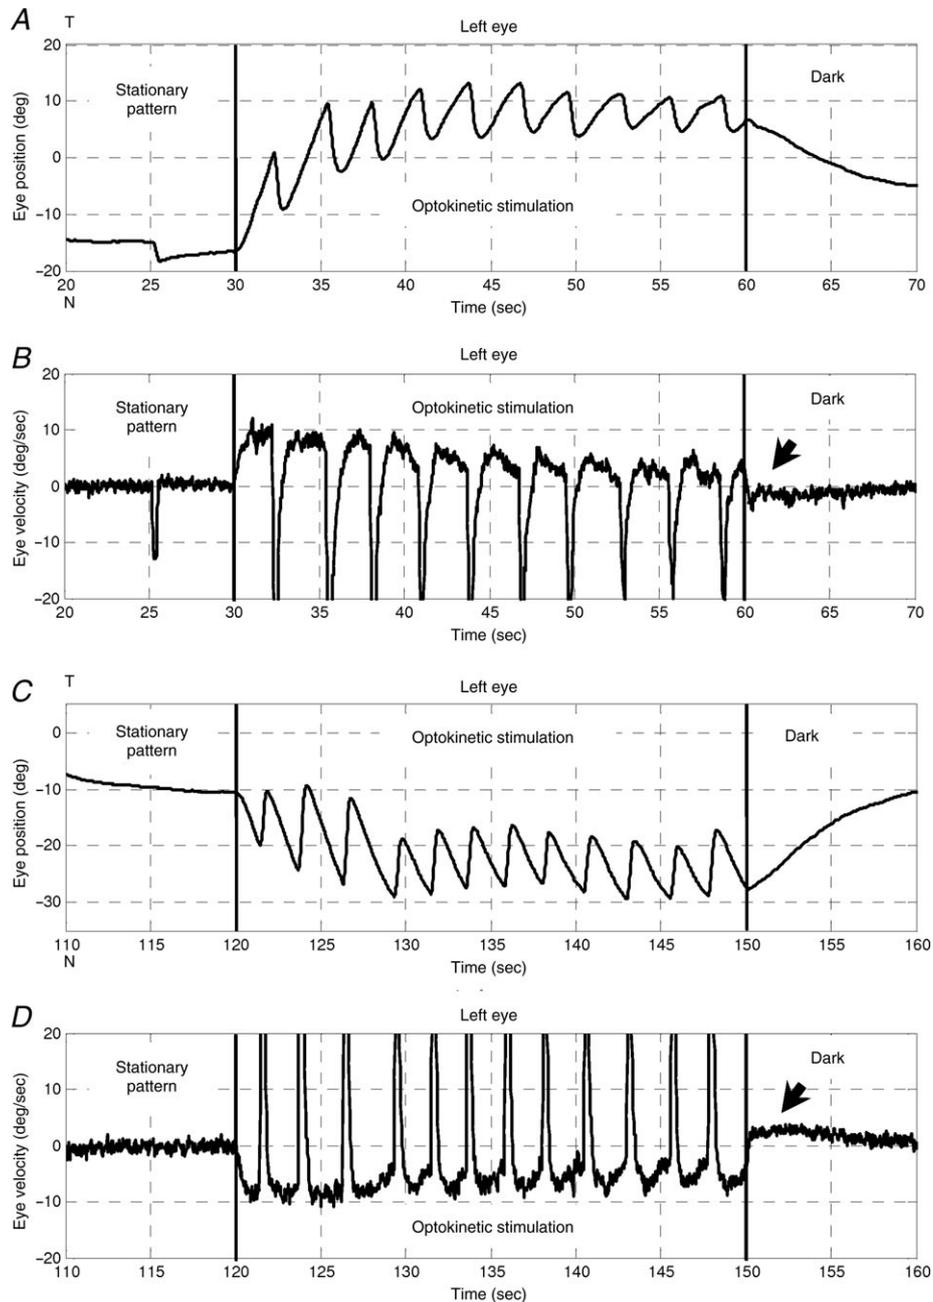 A
T
Left eye
20
10
0
−10
−20
Eye position (deg)
Stationary
pattern
Optokinetic stimulation
Dark
20 25 30 35 40 45 50 55 60 65 70
N
Time (sec)
B
Left eye
20
10
0
−10
−20
Eye velocity (deg/sec)
Stationary
pattern
Optokinetic stimulation
Dark
20 25 30 35 40 45 50 55 60 65 70
Time (sec)
C
T
Left eye
0
−10
−20
−30
Eye position (deg)
Stationary
pattern
Optokinetic stimulation
Dark
110 115 120 125 130 135 140 145 150 155 160
N
Time (sec)
D
Left eye
20
10
0
−10
−20
Eye velocity (deg/sec)
Stationary
pattern
Dark
Optokinetic stimulation
110 115 120 125 130 135 140 145 150 155 160
Time (sec)